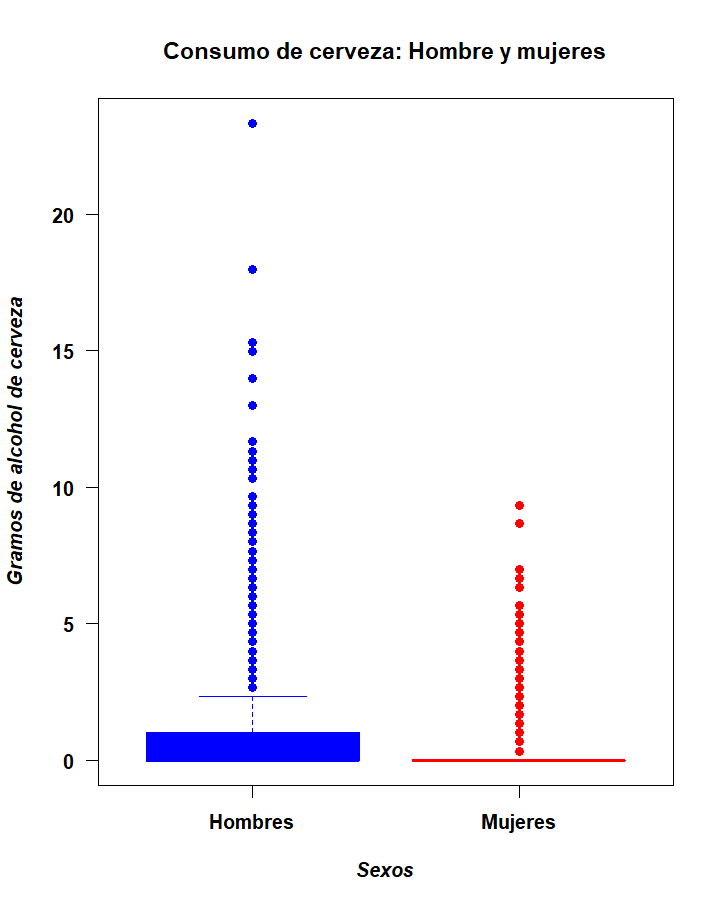 Consumo de cerveza: Hombre y mujeres
Gramos de alcohol de cerveza
20
15
10
5
0
Hombres
Mujeres
Sexos